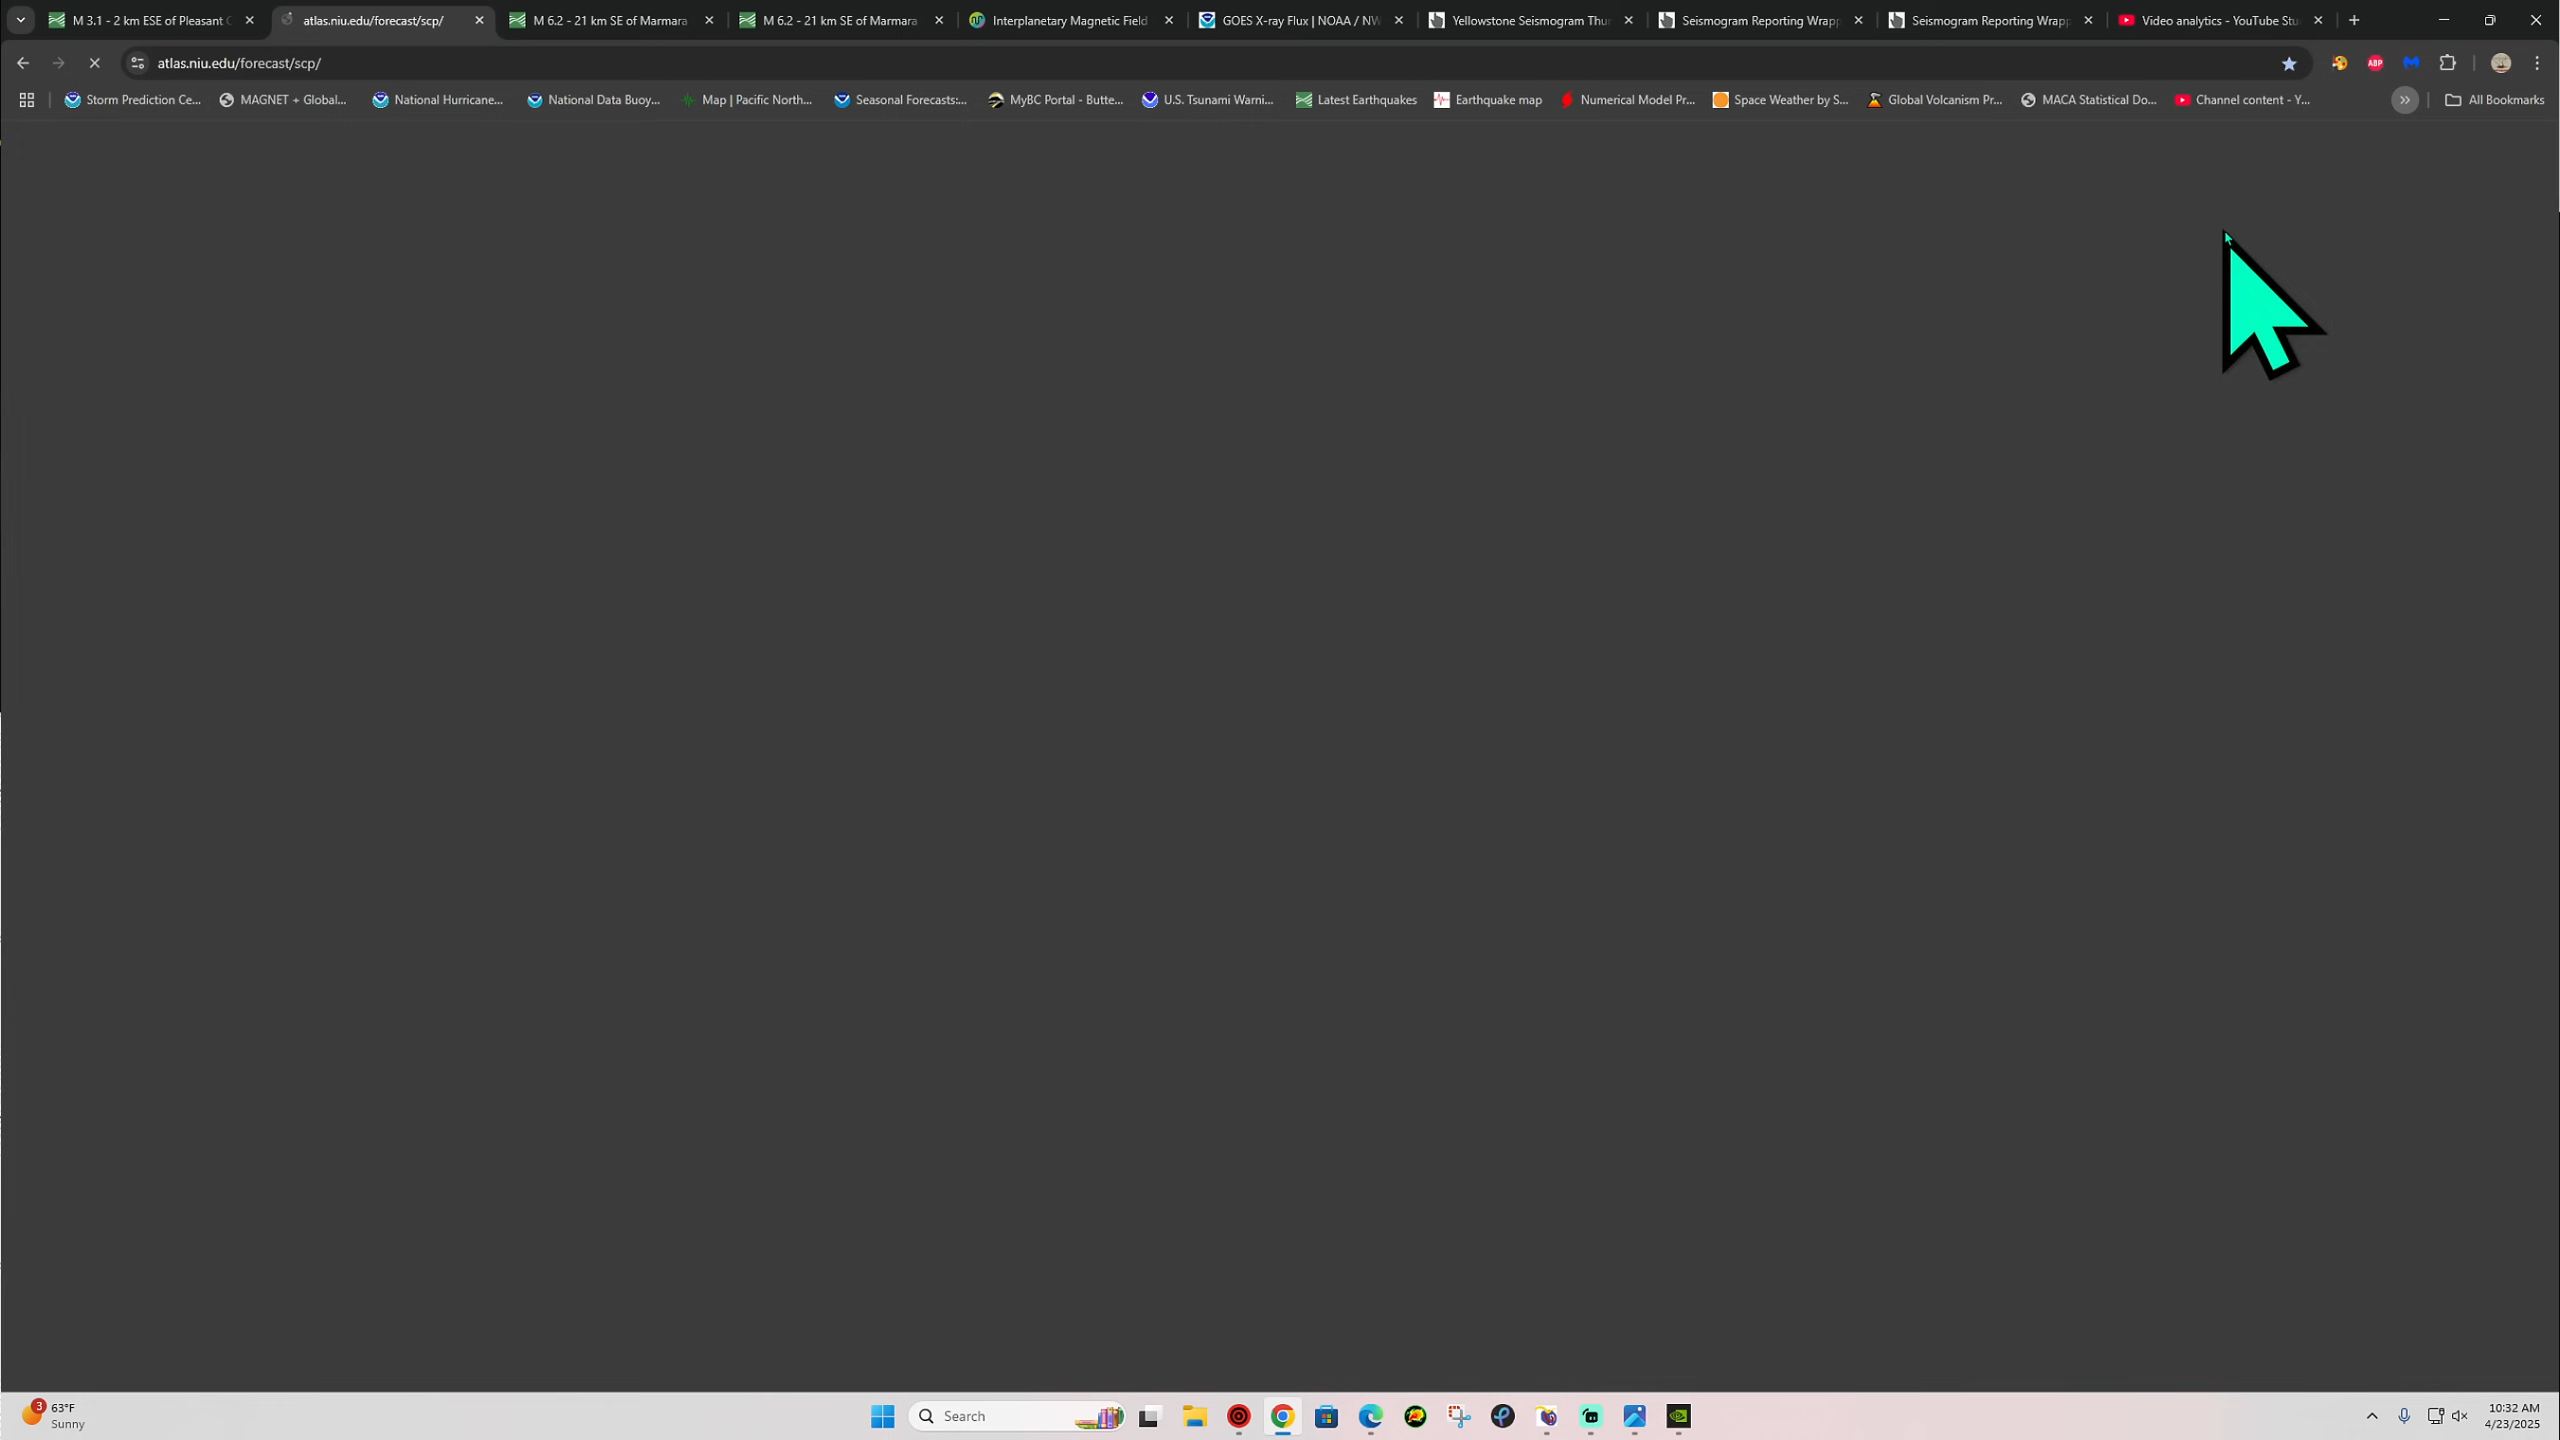 M 3.1 - 2 km ESE of Pleasant
atlas.niu.edu/forecast/scp/
M 6.2 - 21 km SE of Marmara
M 6.2 - 21 km SE of Marmara
Interplanetary Magnetic Field
GOES X-ray Flux | NOAA / NW
Yellowstone Seismogram Thu
Seismogram Reporting Wrapp
Seismogram Reporting Wrapp
Video analytics - YouTube Stu
atlas.niu.edu/forecast/scp/
ABP
Storm Prediction Ce...
MAGNET + Global...
National Hurricane...
National Data Buoy...
Map | Pacific North...
Seasonal Forecasts:...
MyBC Portal - Butte...
U.S. Tsunami Warni...
Latest Earthquakes
Earthquake map
Numerical Model Pr...
Space Weather by S...
Global Volcanism Pr...
MACA Statistical Do...
Channel content - Y...
All Bookmarks
3
63°F
Sunny
Search
10:32 AM
4/23/2025